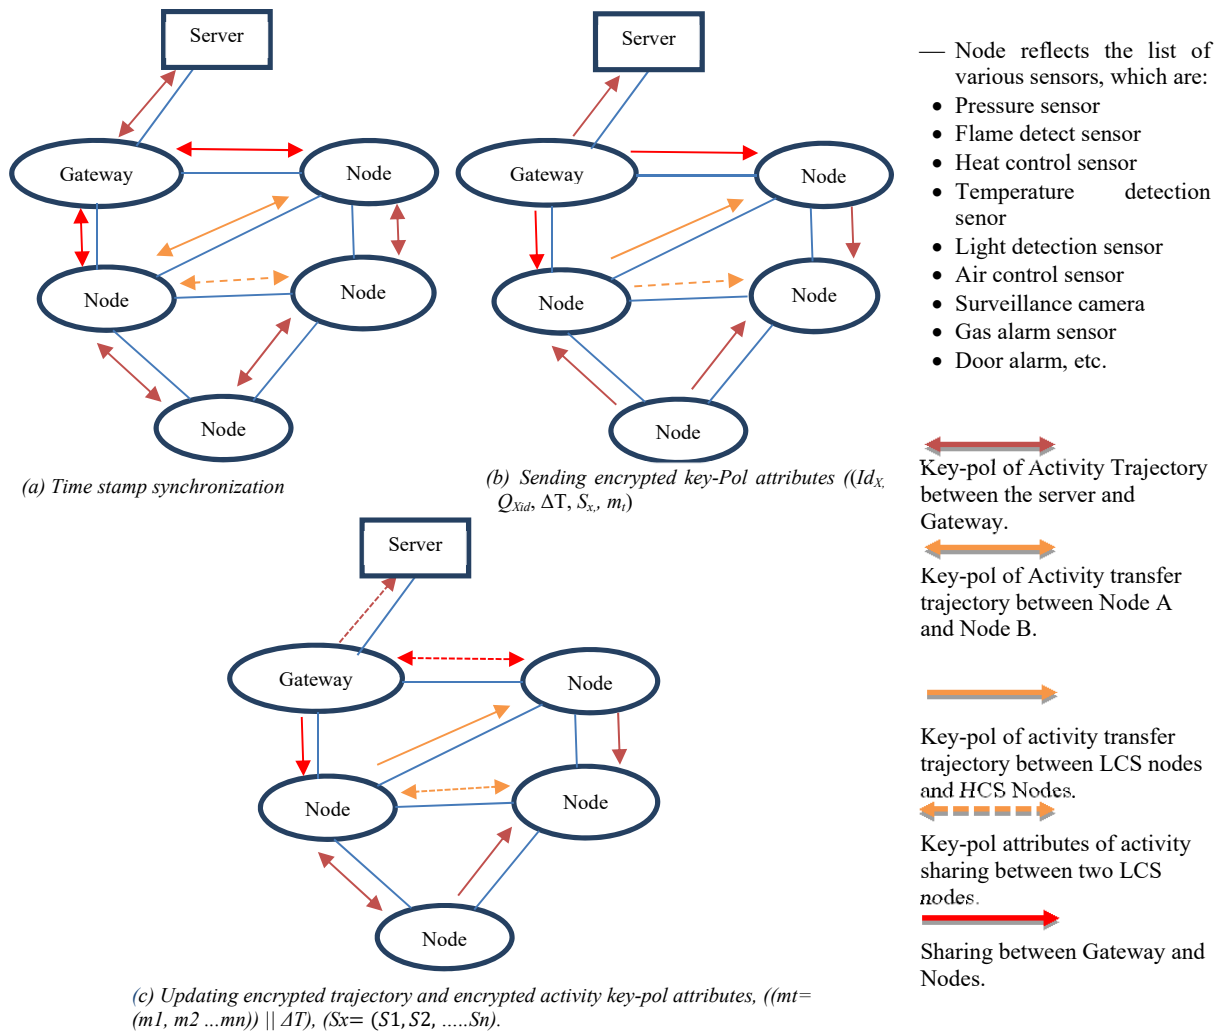 Server
Gateway
Node
Node
Node
Node
(a) Time stamp synchronization
Server
Gateway
Node
Node
Node
Node
(b) Sending encrypted key-Pol attributes ((Id_X, Q_Xid, ΔT, S_x,, m_t)
Server
Gateway
Node
Node
Node
Node
(c) Updating encrypted trajectory and encrypted activity key-pol attributes, ((mt=
(m1, m2 ...mn)) || ΔT), (Sx= (S1, S2, .....Sn).
— Node reflects the list of
various sensors, which are:
• Pressure sensor
• Flame detect sensor
• Heat control sensor
• Temperature detection
senor
• Light detection sensor
• Air control sensor
• Surveillance camera
• Gas alarm sensor
• Door alarm, etc.
Key-pol of Activity Trajectory
between the server and
Gateway.
Key-pol of Activity transfer
trajectory between Node A
and Node B.
Key-pol of activity transfer
trajectory between LCS nodes
and HCS Nodes.
Key-pol attributes of activity
sharing between two LCS
nodes.
Sharing between Gateway and
Nodes.